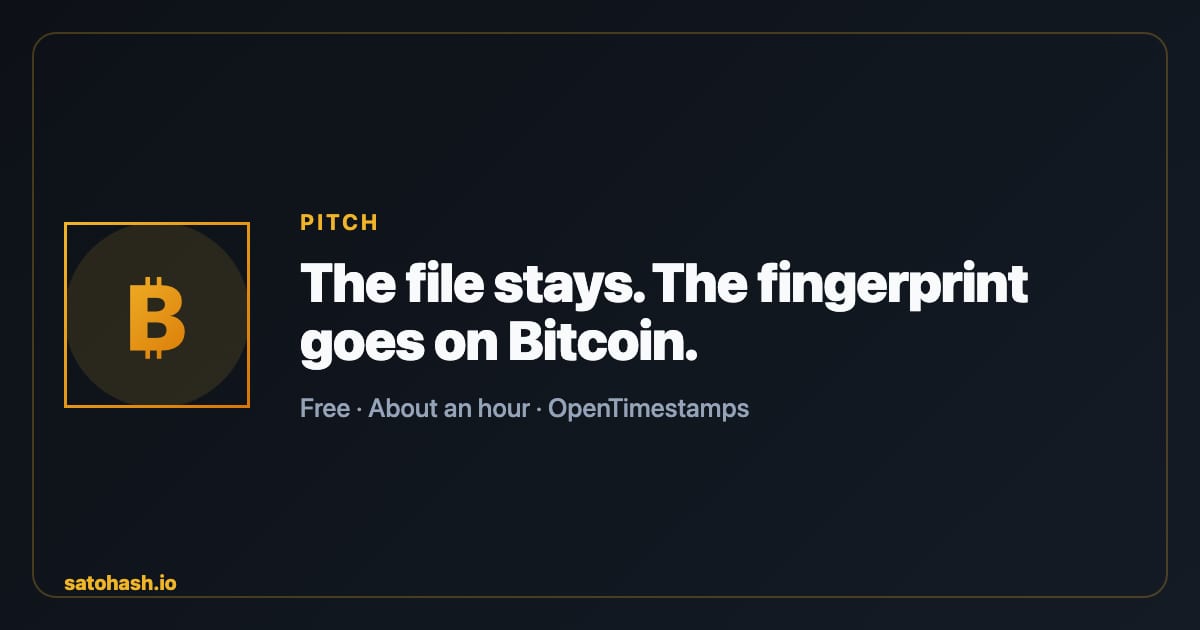 PITCH
The file stays. The fingerprint
goes on Bitcoin.
Free · About an hour · OpenTimestamps
satohash.io